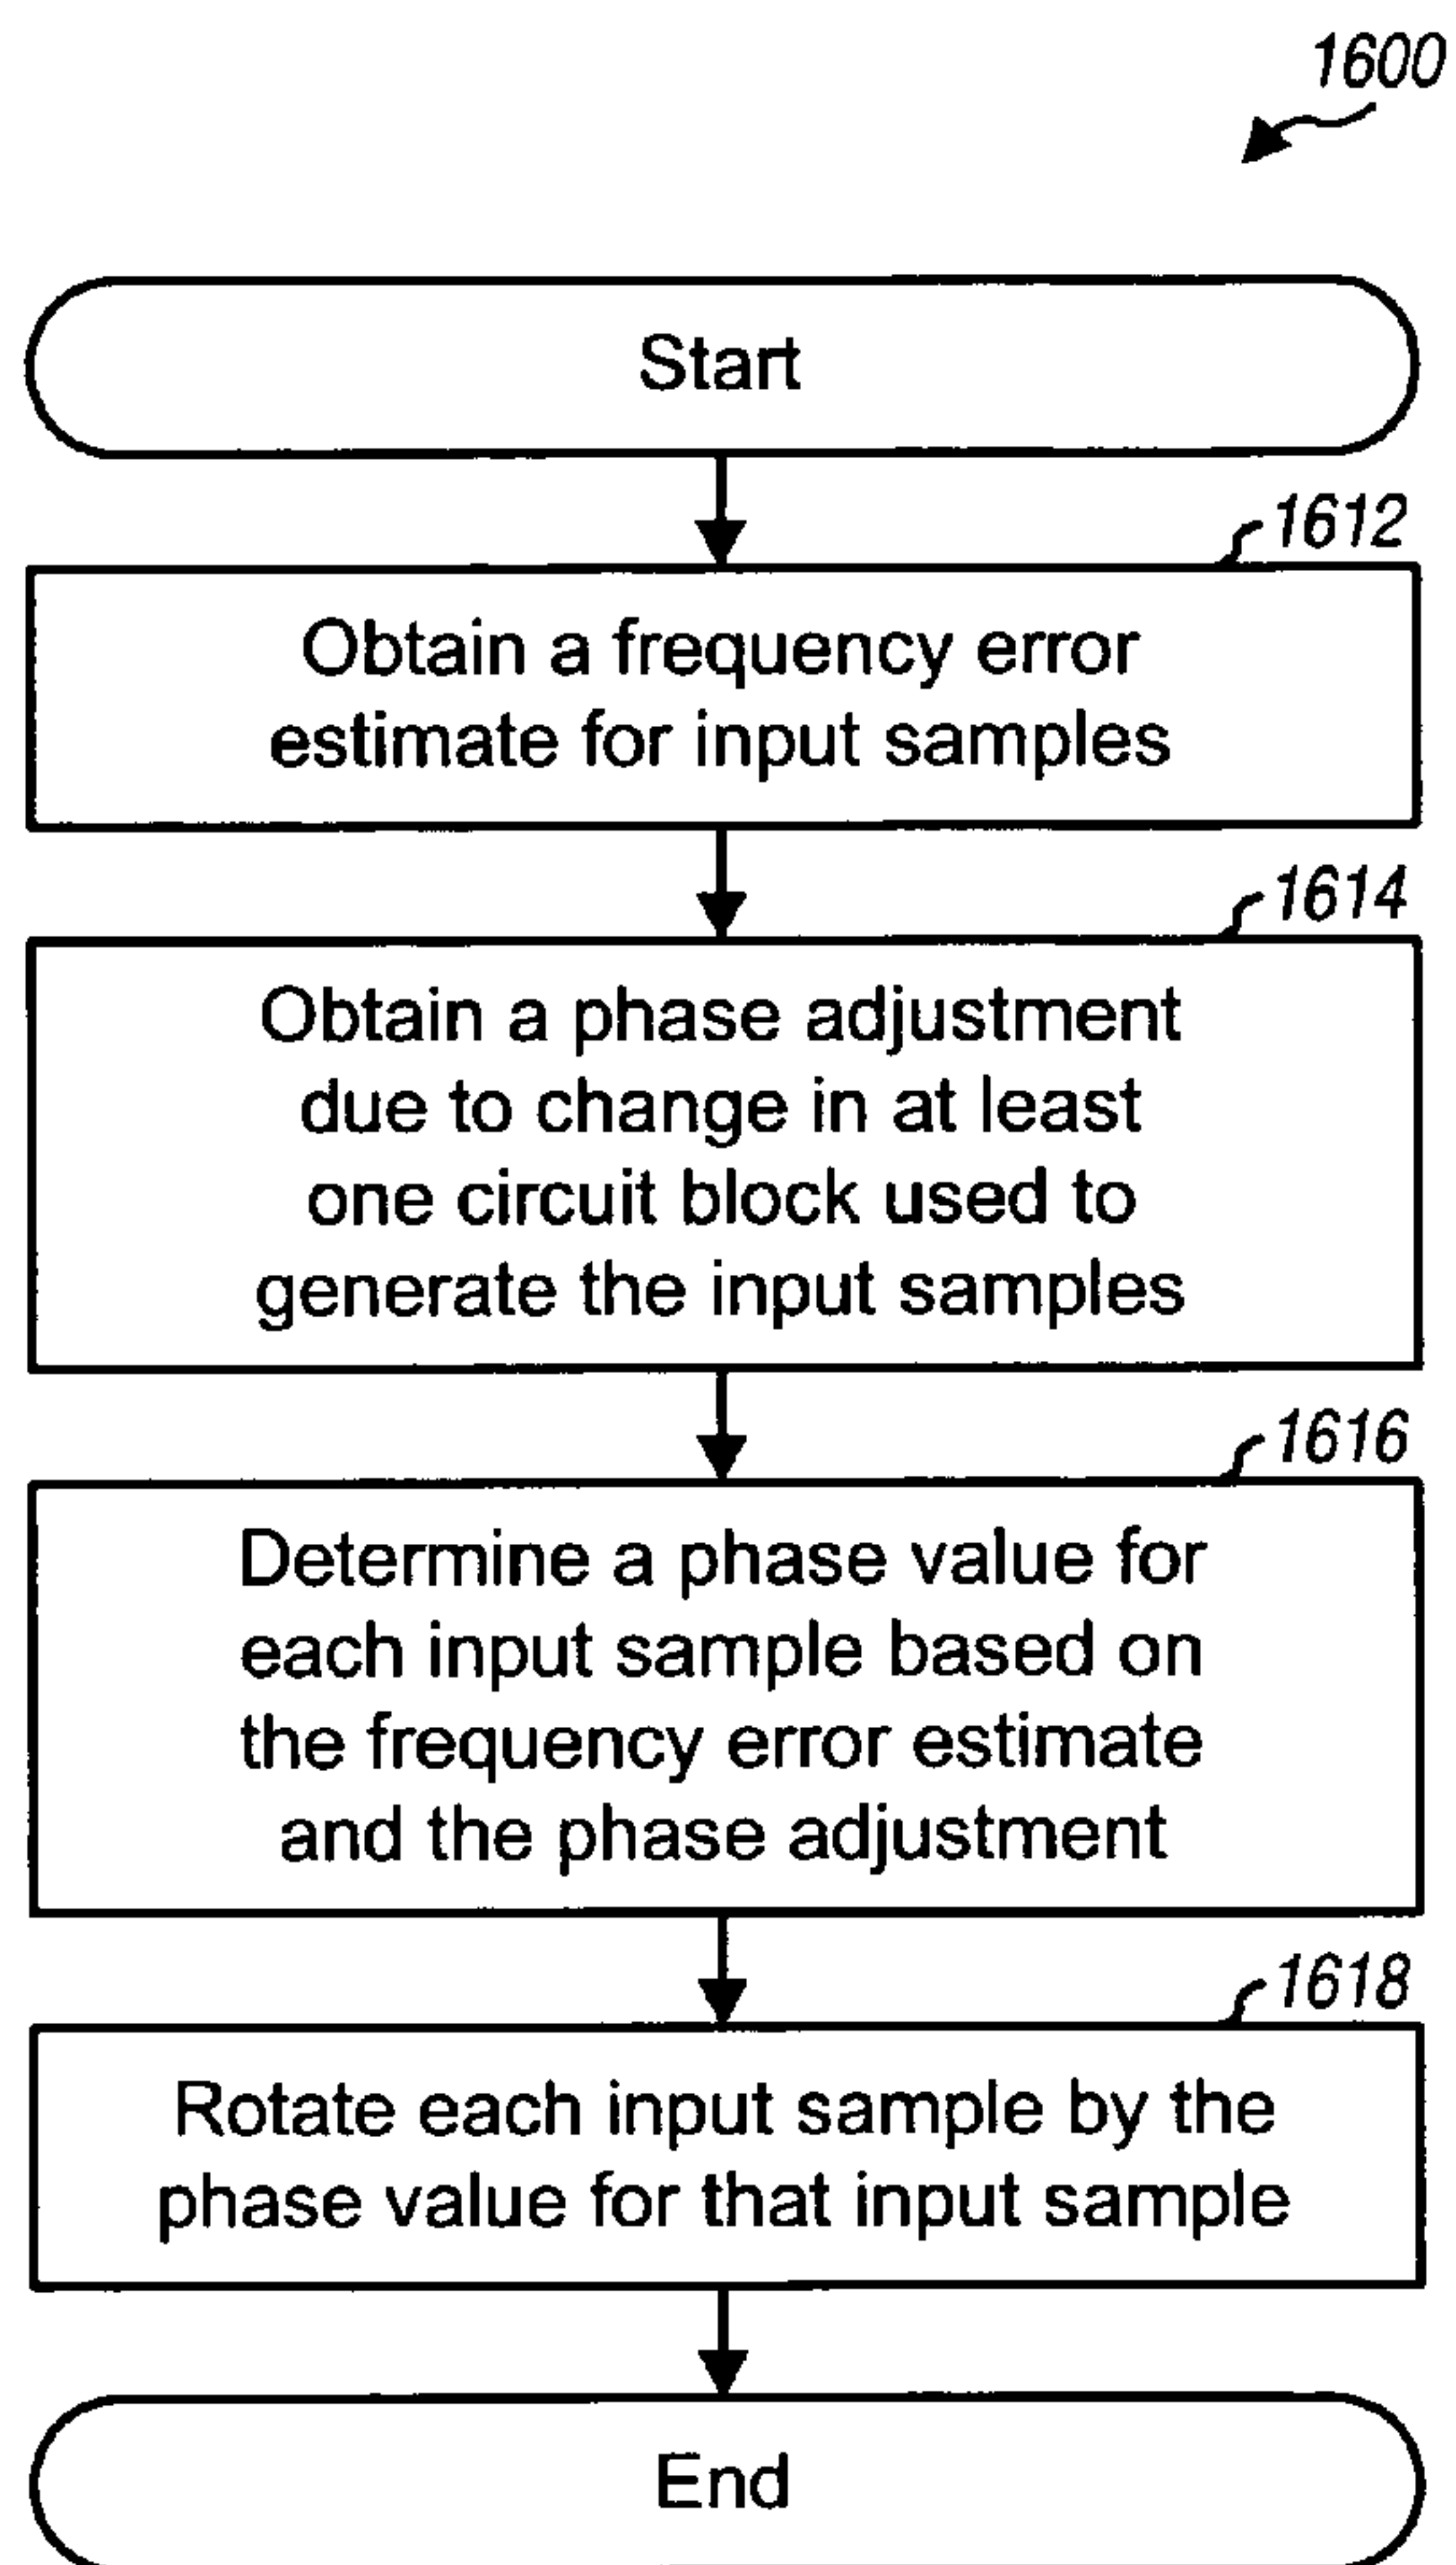 1600
Start
1612
Obtain a frequency error
estimate for input samples
1614
Obtain a phase adjustment
due to change in at least
one circuit block used to
generate the input samples
1616
Determine a phase value for
each input sample based on
the frequency error estimate
and the phase adjustment
1618
Rotate each input sample by the
phase value for that input sample
End